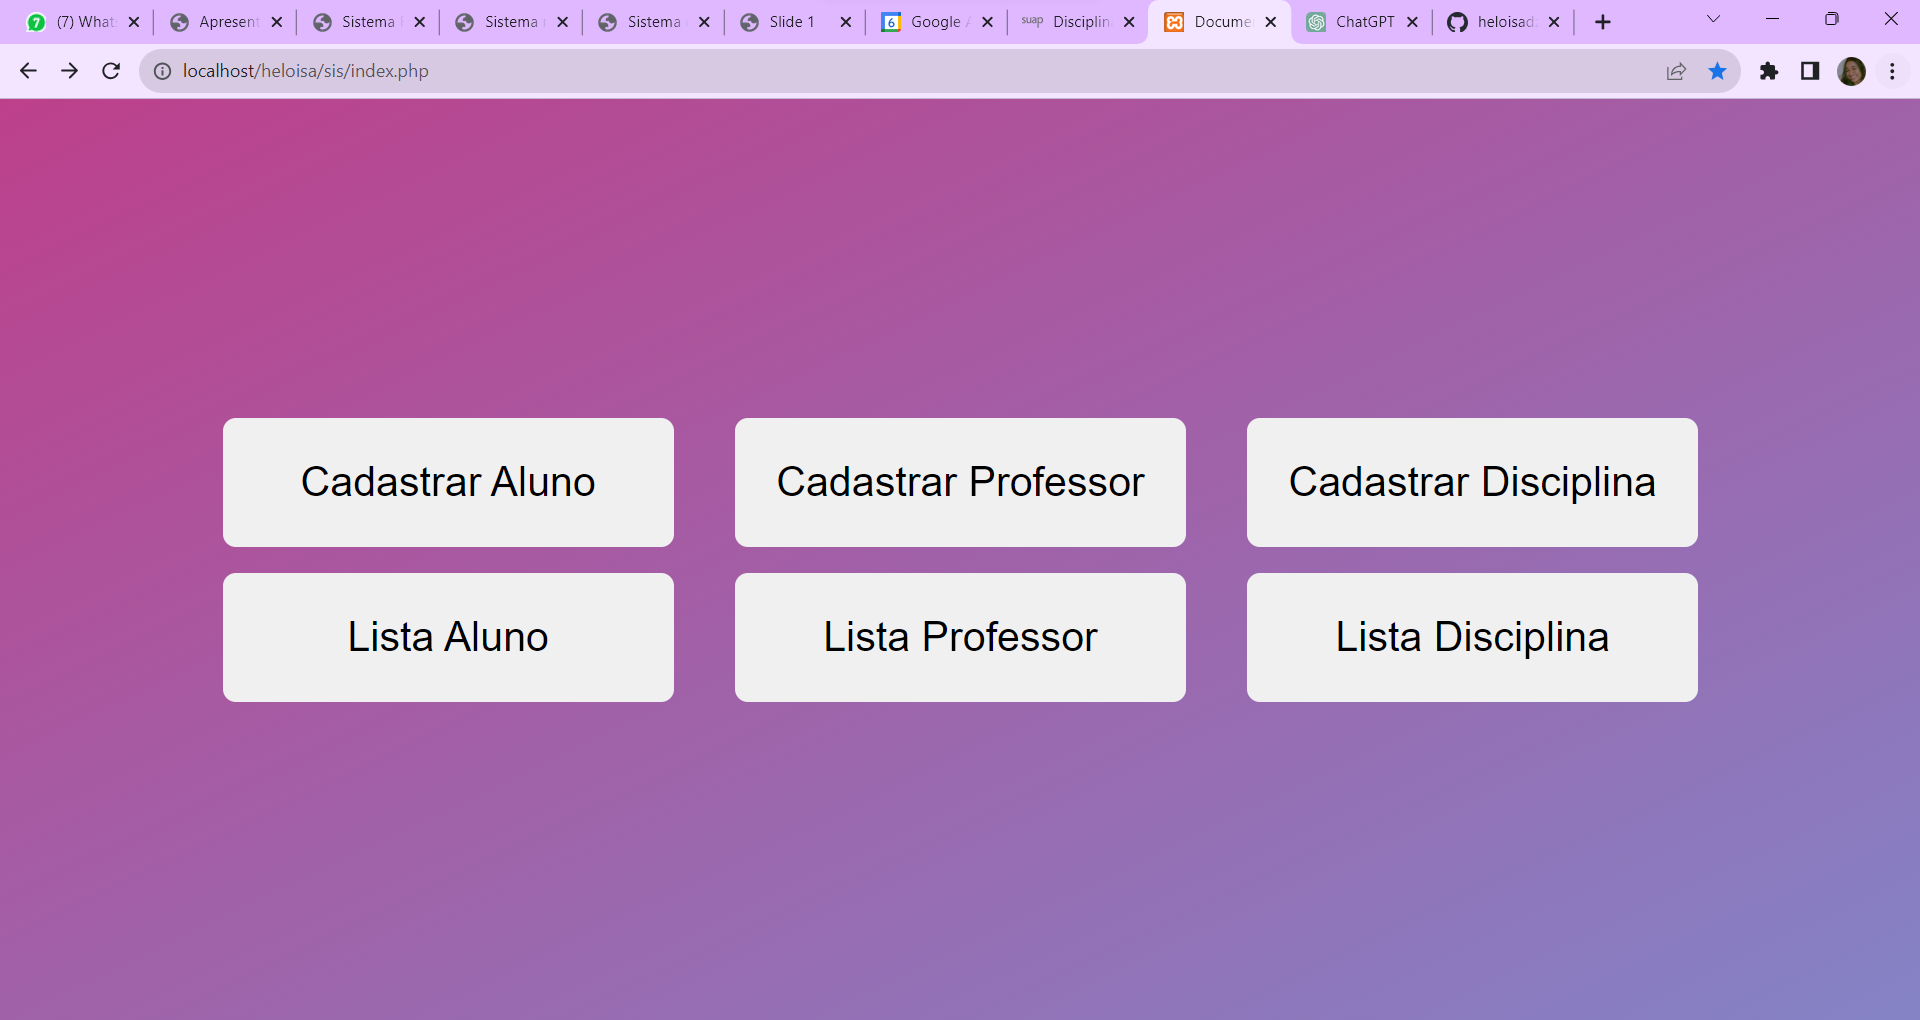 (7) What
Apresent
Sistema
Sistema
Sistema
Slide 1
6
Google
suap
Disciplin
Docume
ChatGPT
heloisad
localhost/heloisa/sis/index.php
Cadastrar Aluno
Cadastrar Professor
Cadastrar Disciplina
Lista Aluno
Lista Professor
Lista Disciplina